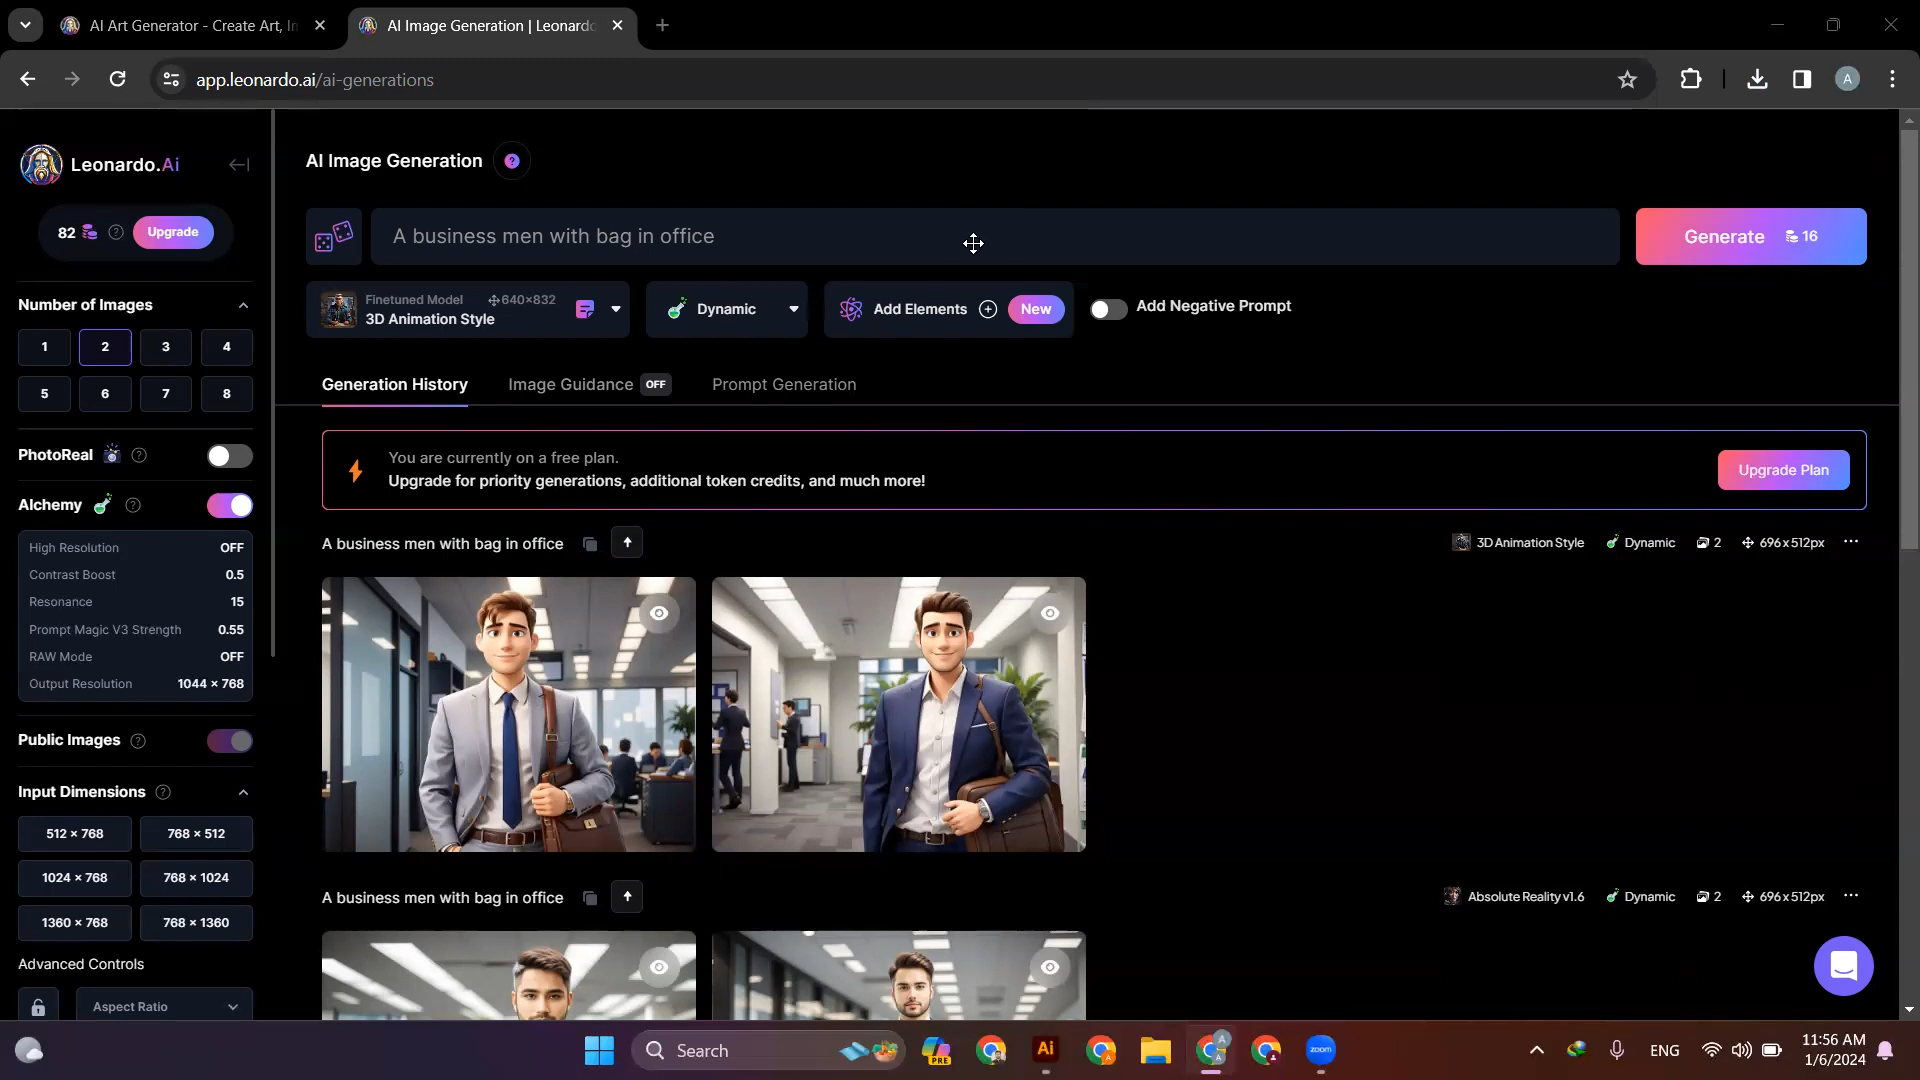 AI Art Generator - Create Art, In
AI Image Generation | Leonardo
app.leonardo.ai/ai-generations
A
Leonardo.Ai
82
Upgrade
Number of Images
1
2
3
4
5
6
7
8
PhotoReal
Alchemy
High Resolution OFF
Contrast Boost 0.5
Resonance 15
Prompt Magic V3 Strength 0.55
RAW Mode OFF
Output Resolution 1044 × 768
Public Images
Input Dimensions
512 × 768
768 × 512
1024 × 768
768 × 1024
1360 × 768
768 × 1360
Advanced Controls
Aspect Ratio
AI Image Generation ?
A business men with bag in office
Generate 16
Finetuned Model 640×832
3D Animation Style
Dynamic
Add Elements New
Add Negative Prompt
Generation History
Image Guidance OFF
Prompt Generation
You are currently on a free plan.
Upgrade for priority generations, additional token credits, and much more!
Upgrade Plan
A business men with bag in office
3D Animation Style Dynamic 2 696 x 512px
A business men with bag in office
Absolute Reality v1.6 Dynamic 2 696 x 512px
Search
PRE
Ai
zoom
ENG
11:56 AM
1/6/2024